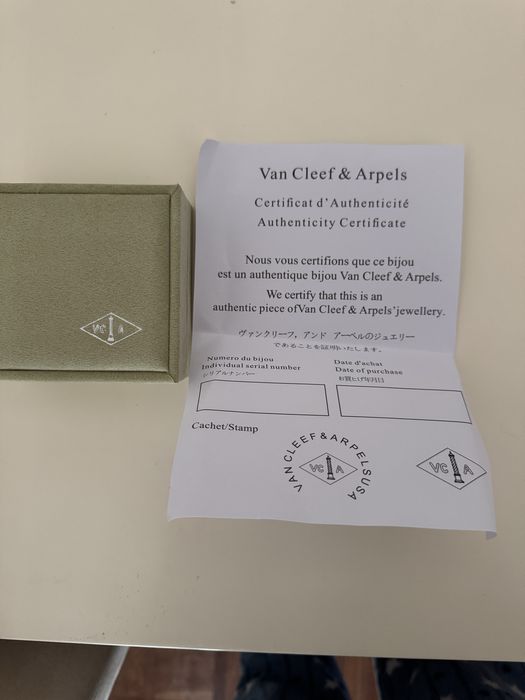 Van Cleef & Arpels
Certificat d'Authenticité
Authenticity Certificate
Nous vous certifions que ce bijou
est un authentique bijou Van Cleef & Arpels.
We certify that this is an
authentic piece ofVan Cleef & Arpels'jewellery.
ヴァンクリーフ，アンド アーペルのジュエリー
であることを証明いたします。
Numero du bijou
Individual serial number
シリアルナンバー
Date d'achat
Date of purchase
お買上げ年月日
Cachet/Stamp
VAN CLEEF & ARPELS USA
VC A
VC A
VC A